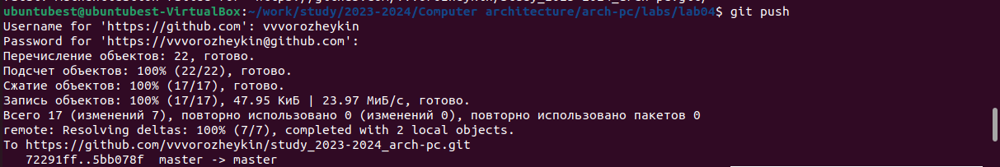 ubuntubest@ubuntubest-VirtualBox:~/work/study/2023-2024/Computer architecture/arch-pc/labs/lab04$ git push
Username for 'https://github.com': vvvorozheykin
Password for 'https://vvvorozheykin@github.com':
Перечисление объектов: 22, готово.
Подсчет объектов: 100% (22/22), готово.
Сжатие объектов: 100% (17/17), готово.
Запись объектов: 100% (17/17), 47.95 КиБ | 23.97 МиБ/с, готово.
Всего 17 (изменений 7), повторно использовано 0 (изменений 0), повторно использовано пакетов 0
remote: Resolving deltas: 100% (7/7), completed with 2 local objects.
To https://github.com/vvvorozheykin/study_2023-2024_arch-pc.git
72291ff..5bb078f  master -> master